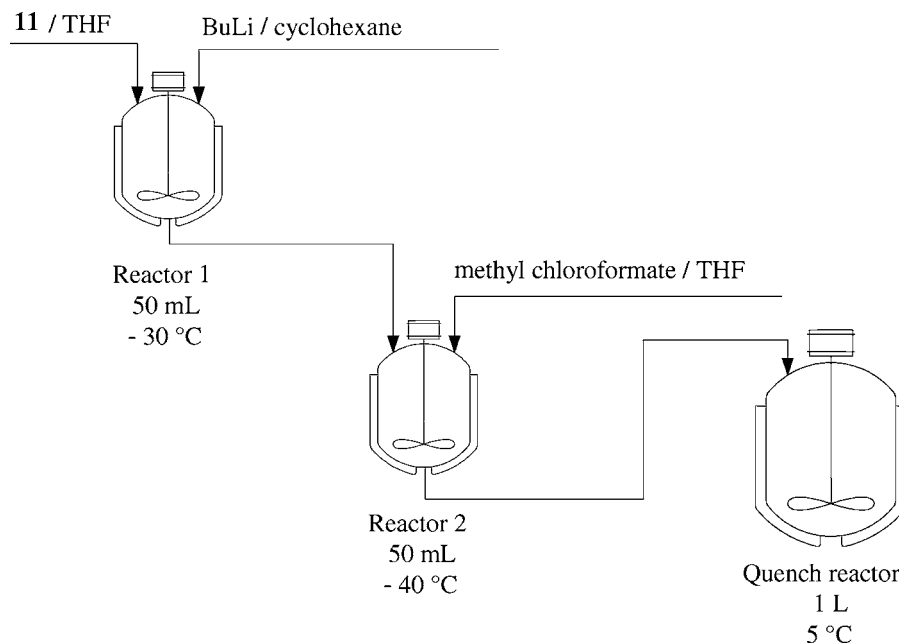 11 / THF
BuLi / cyclohexane
Reactor 1
50 mL
- 30 °C
methyl chloroformate / THF
Reactor 2
50 mL
- 40 °C
Quench reactor
1 L
5 °C